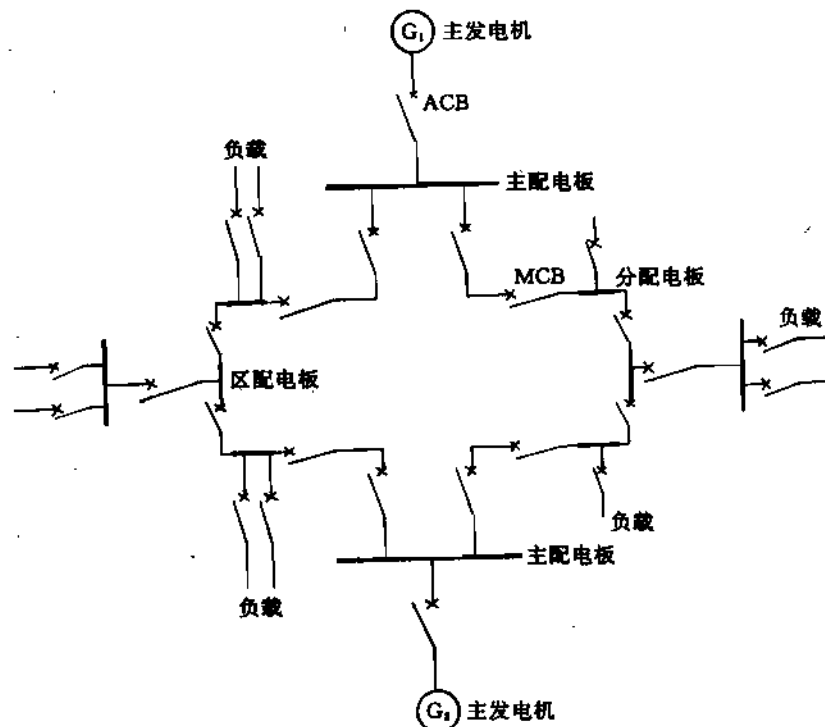 G₁ 主发电机
ACB
负载
主配电板
MCB
分配电板
负载
区配电板
负载
主配电板
负载
G₂ 主发电机